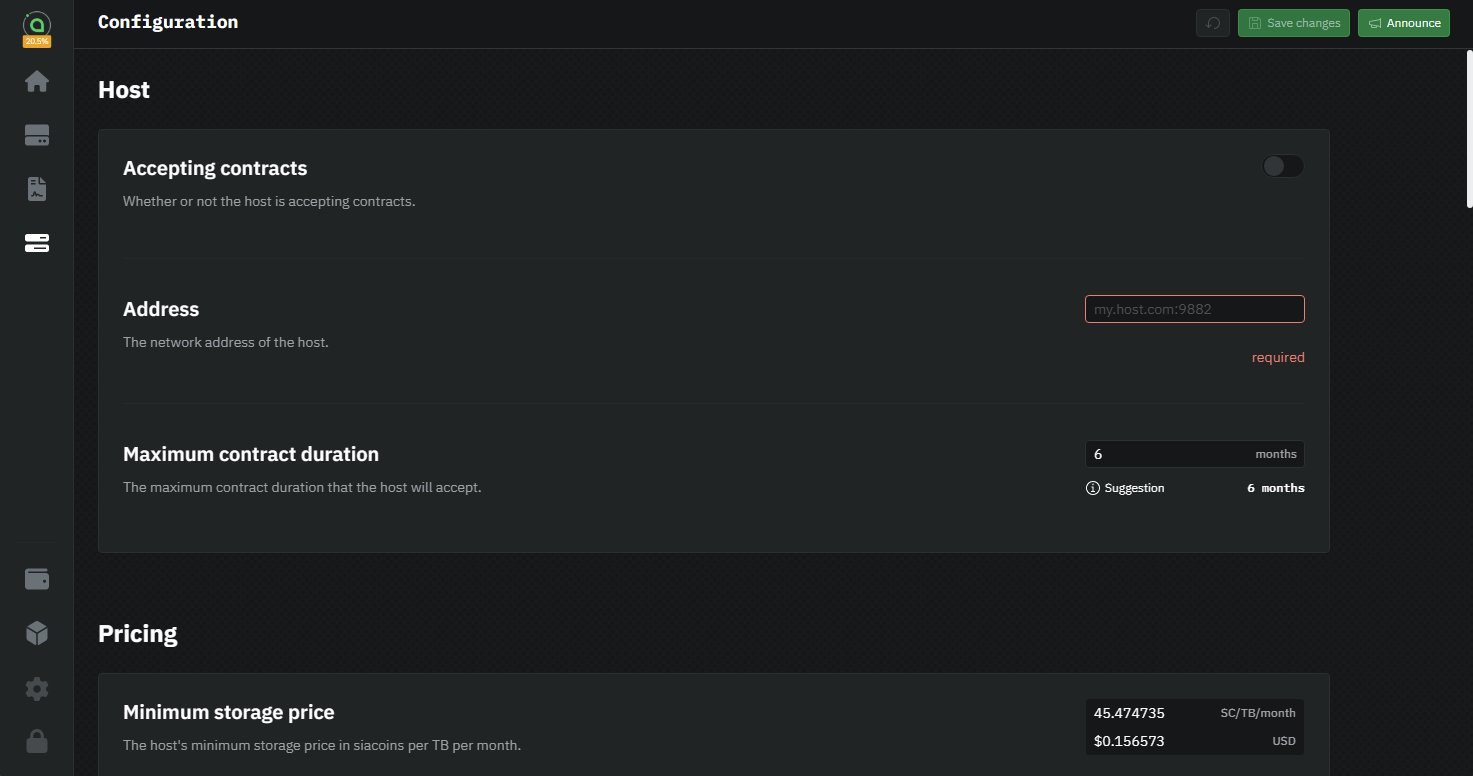 Configuration
Save changes
Announce
20.5%
Host
Accepting contracts
Whether or not the host is accepting contracts.
Address
my.host.com:9882
The network address of the host.
required
Maximum contract duration
6 months
The maximum contract duration that the host will accept.
Suggestion 6 months
Pricing
Minimum storage price
45.474735 SC/TB/month
The host's minimum storage price in siacoins per TB per month.
$0.156573 USD